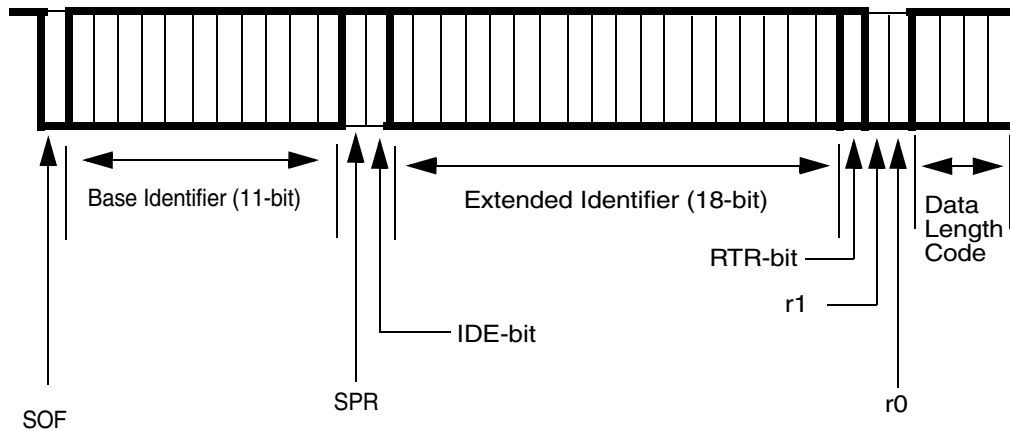 Base Identifier (11-bit)
Extended Identifier (18-bit)
Data
Length
Code
RTR-bit
r1
IDE-bit
SOF
SPR
r0